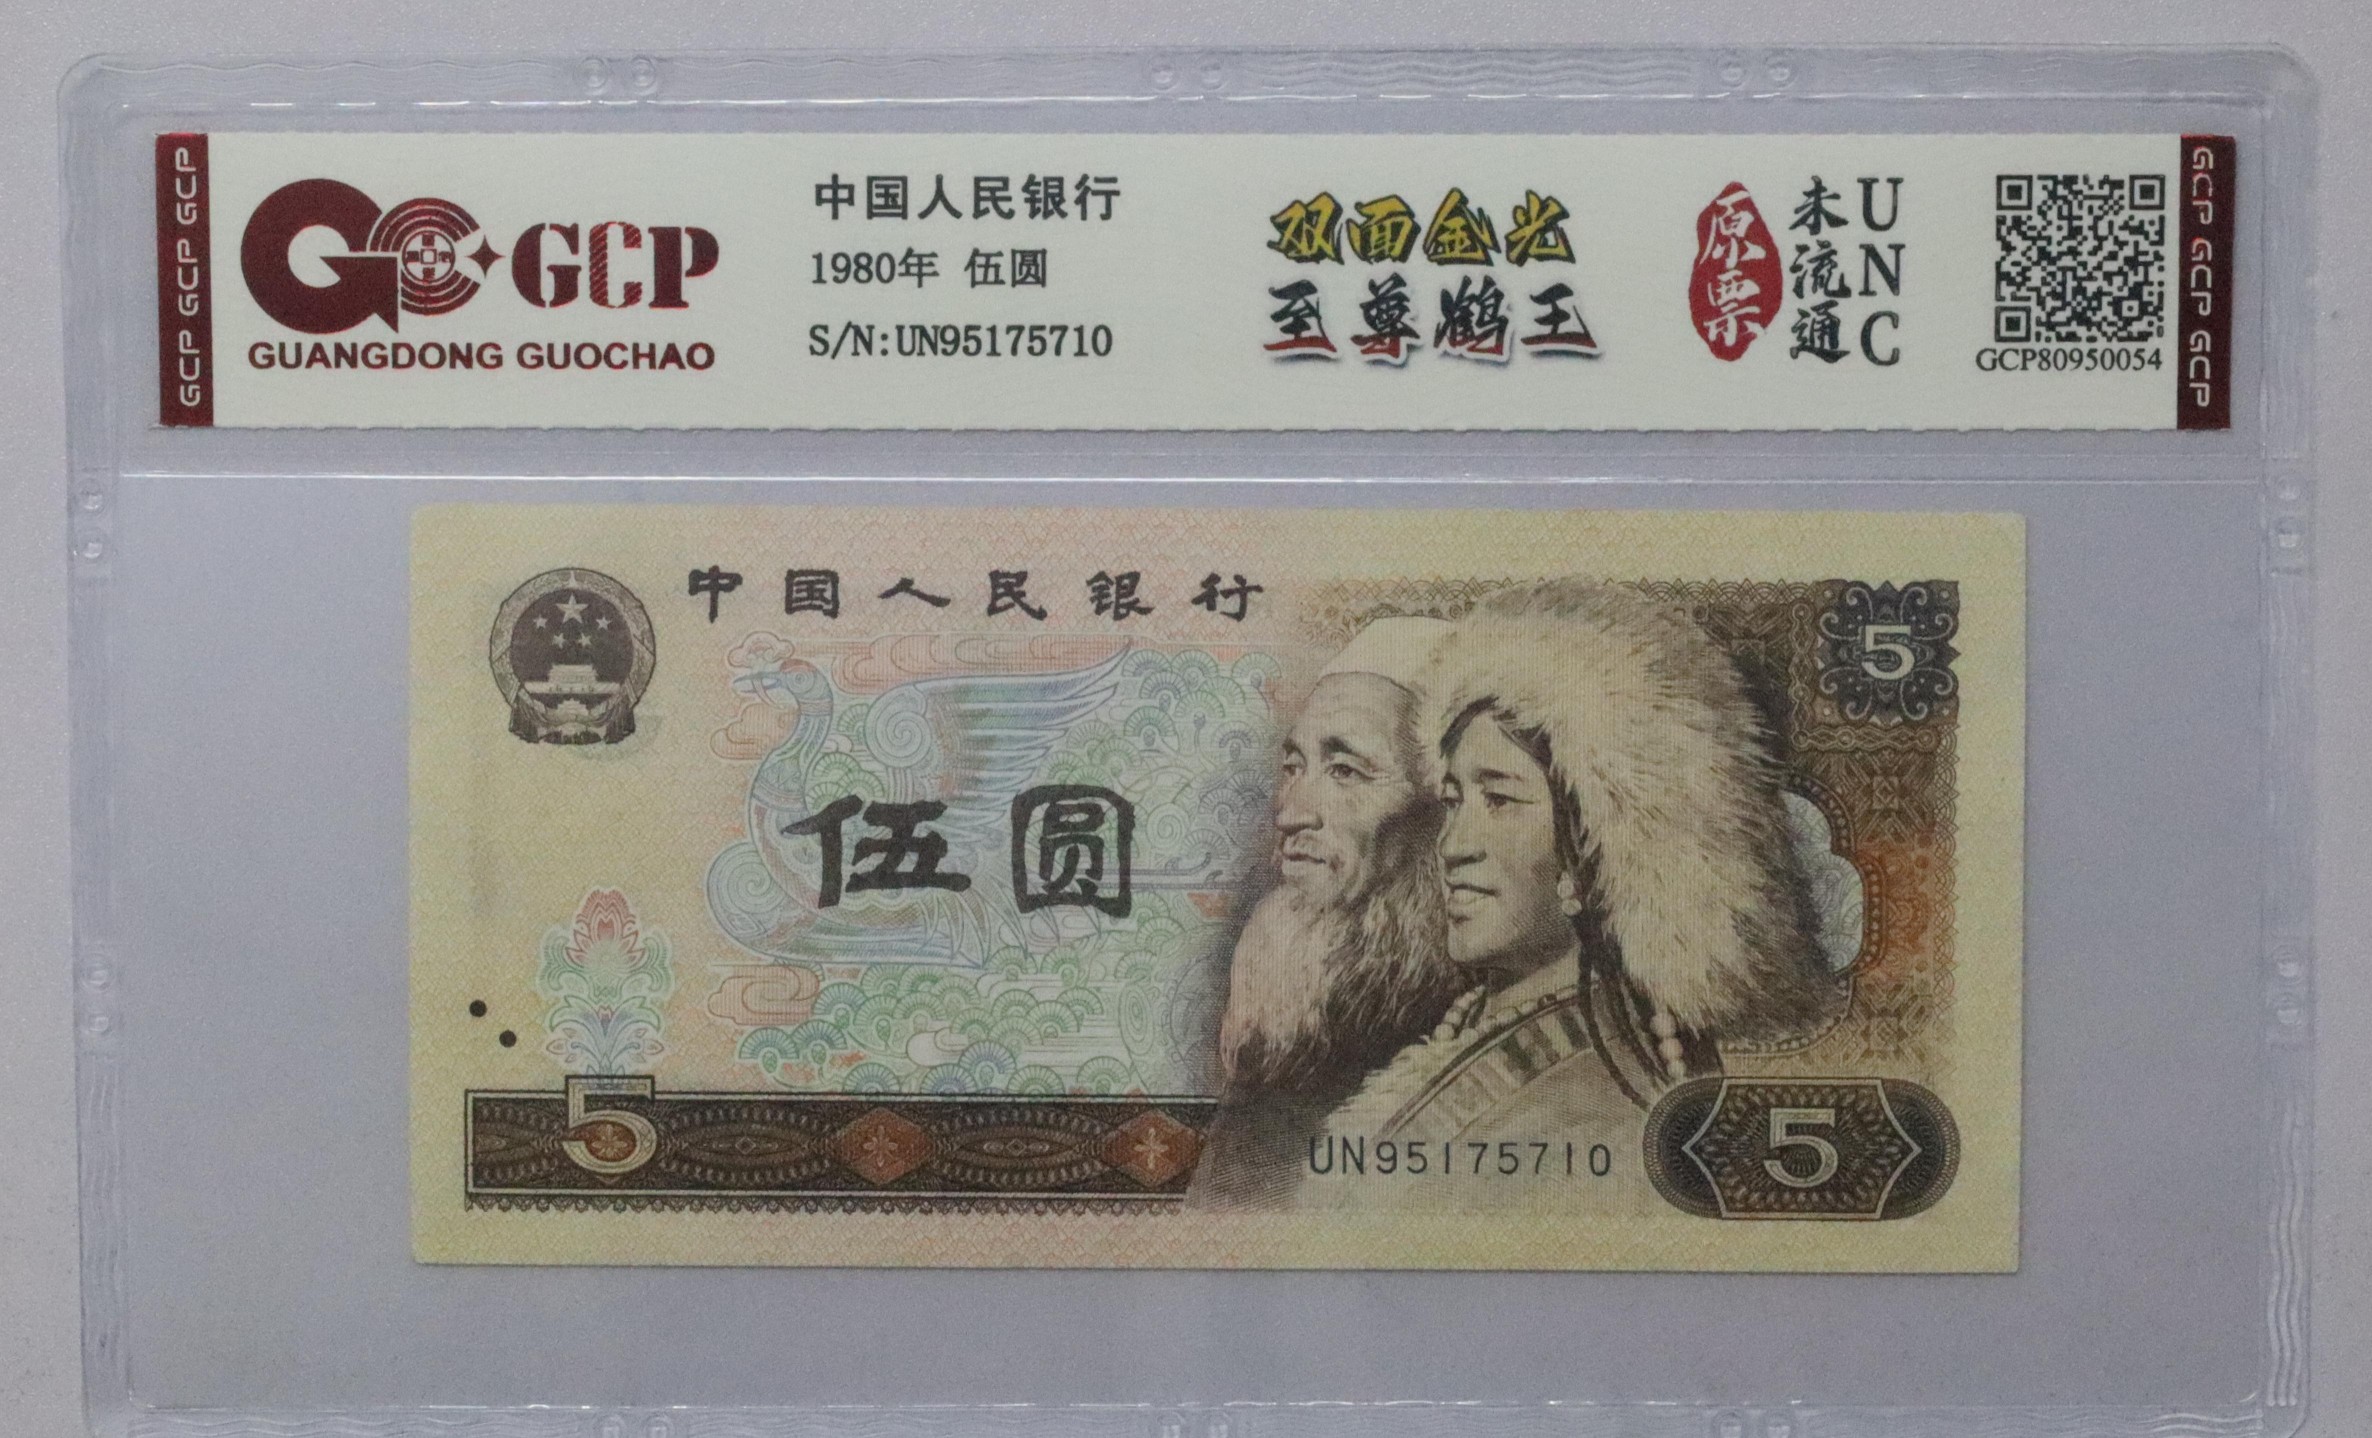 GCP GCP GCP
GCP
GUANGDONG GUOCHAO
中国人民银行
1980年 伍圆
S/N:UN95175710
双面金光
至尊鹤王
原票
未流通
UNC
GCP80950054
GCP GCP GCP
中国人民银行
5
伍圆
5
UN95175710
5